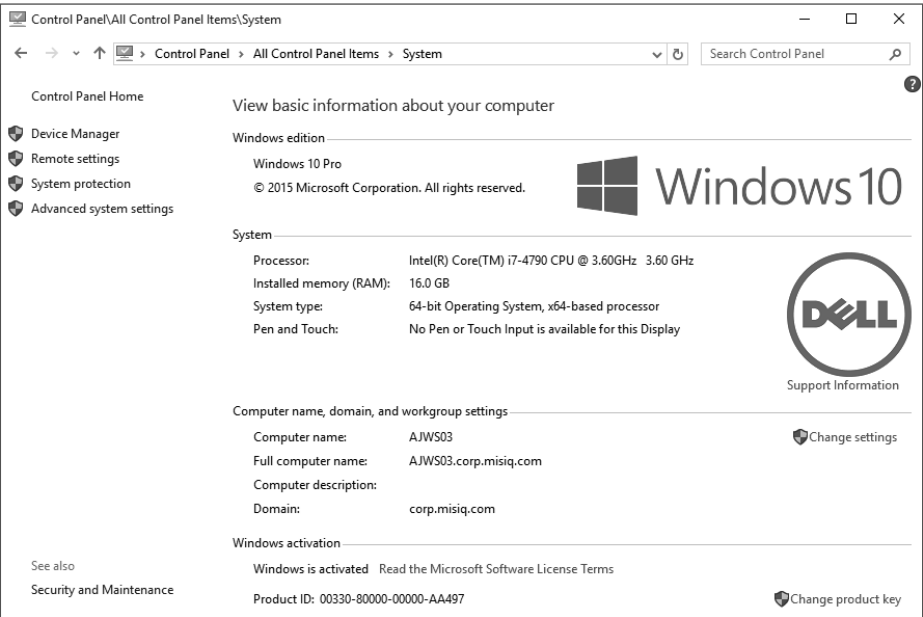 Control Panel\All Control Panel Items\System
Control Panel > All Control Panel Items > System
Search Control Panel
?
Control Panel Home
Device Manager
Remote settings
System protection
Advanced system settings
View basic information about your computer
Windows edition
Windows 10 Pro
© 2015 Microsoft Corporation. All rights reserved.
Windows 10
System
Processor: Intel(R) Core(TM) i7-4790 CPU @ 3.60GHz 3.60 GHz
Installed memory (RAM): 16.0 GB
System type: 64-bit Operating System, x64-based processor
Pen and Touch: No Pen or Touch Input is available for this Display
DELL
Support Information
Computer name, domain, and workgroup settings
Computer name: AJWS03
Change settings
Full computer name: AJWS03.corp.misiq.com
Computer description:
Domain: corp.misiq.com
Windows activation
Windows is activated Read the Microsoft Software License Terms
Product ID: 00330-80000-00000-AA497
Change product key
See also
Security and Maintenance